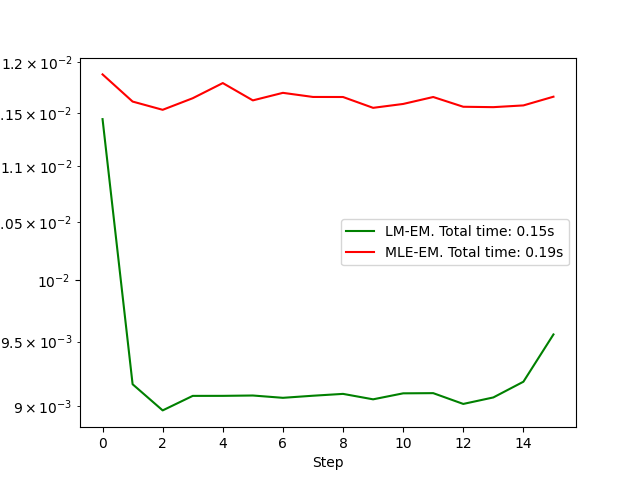 1.2 × 10⁻²
.15 × 10⁻²
1.1 × 10⁻²
.05 × 10⁻²
10⁻²
9.5 × 10⁻³
9 × 10⁻³
LM-EM. Total time: 0.15s
MLE-EM. Total time: 0.19s
0 2 4 6 8 10 12 14
Step